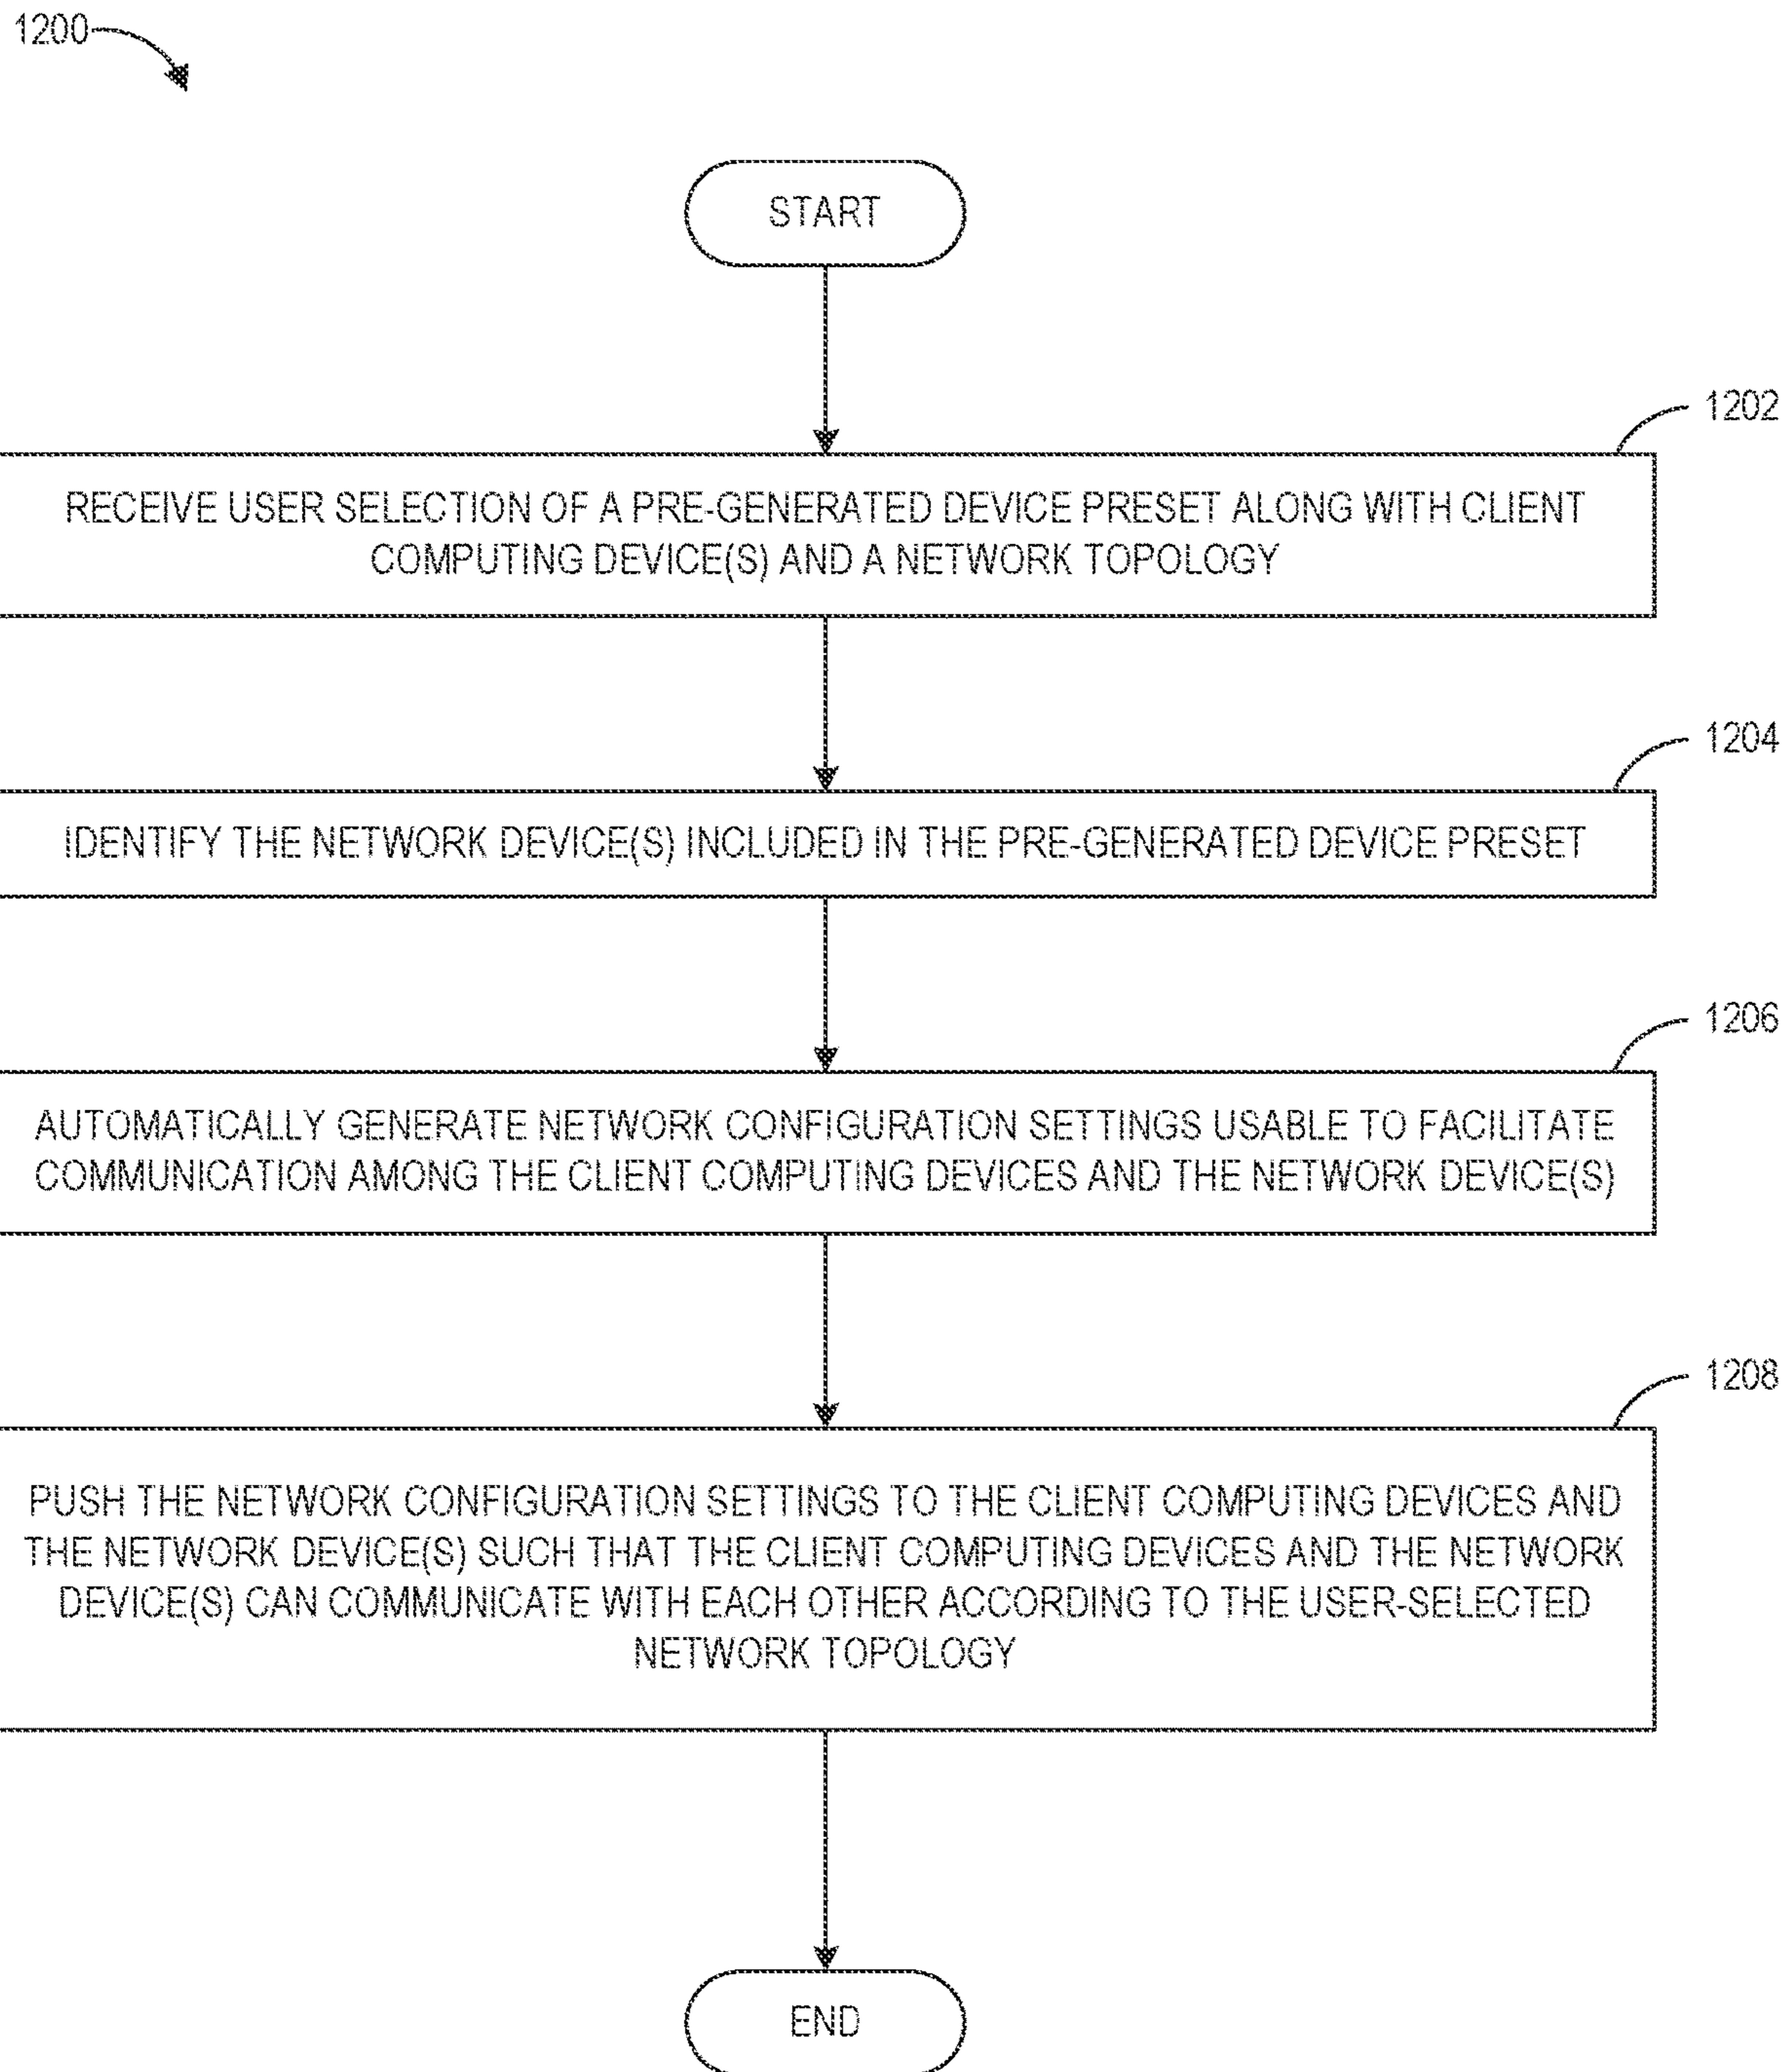 1200
START
1202
RECEIVE USER SELECTION OF A PRE-GENERATED DEVICE PRESET ALONG WITH CLIENT
COMPUTING DEVICE(S) AND A NETWORK TOPOLOGY
1204
IDENTIFY THE NETWORK DEVICE(S) INCLUDED IN THE PRE-GENERATED DEVICE PRESET
1206
AUTOMATICALLY GENERATE NETWORK CONFIGURATION SETTINGS USABLE TO FACILITATE
COMMUNICATION AMONG THE CLIENT COMPUTING DEVICES AND THE NETWORK DEVICE(S)
1208
PUSH THE NETWORK CONFIGURATION SETTINGS TO THE CLIENT COMPUTING DEVICES AND
THE NETWORK DEVICE(S) SUCH THAT THE CLIENT COMPUTING DEVICES AND THE NETWORK
DEVICE(S) CAN COMMUNICATE WITH EACH OTHER ACCORDING TO THE USER-SELECTED
NETWORK TOPOLOGY
END